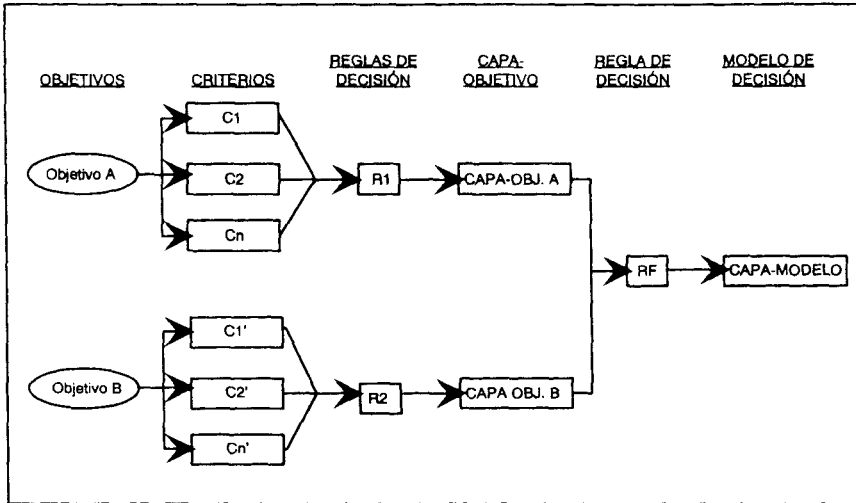 OBJETIVOS
CRITERIOS
REGLAS DE
DECISIÓN
CAPA-
OBJETIVO
REGLA DE
DECISIÓN
MODELO DE
DECISIÓN
Objetivo A
C1
C2
Cn
R1
CAPA-OBJ. A
RF
CAPA-MODELO
Objetivo B
C1'
C2'
Cn'
R2
CAPA OBJ. B